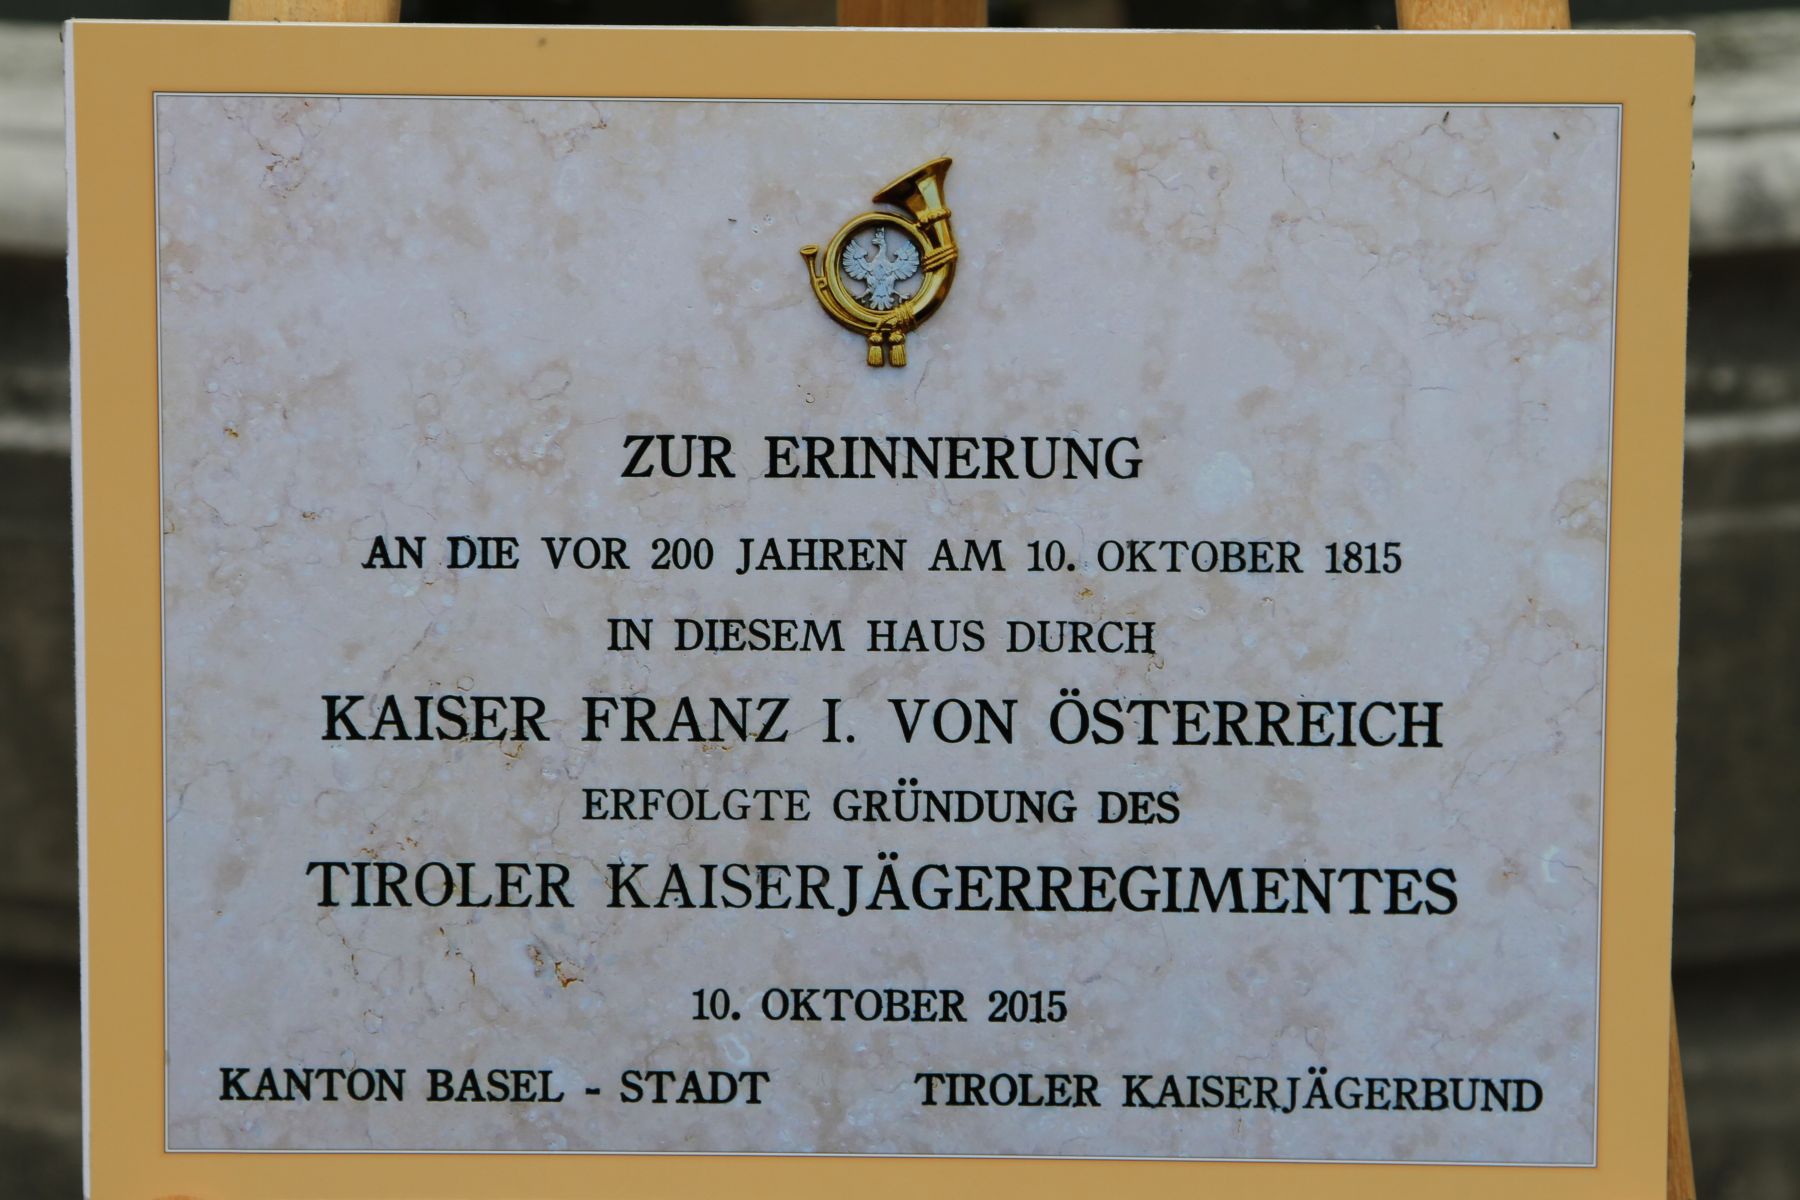 ZUR ERINNERUNG
AN DIE VOR 200 JAHREN AM 10. OKTOBER 1815
IN DIESEM HAUS DURCH
KAISER FRANZ I. VON ÖSTERREICH
ERFOLGTE GRÜNDUNG DES
TIROLER KAISERJÄGERREGIMENTES
10. OKTOBER 2015
KANTON BASEL - STADT TIROLER KAISERJÄGERBUND